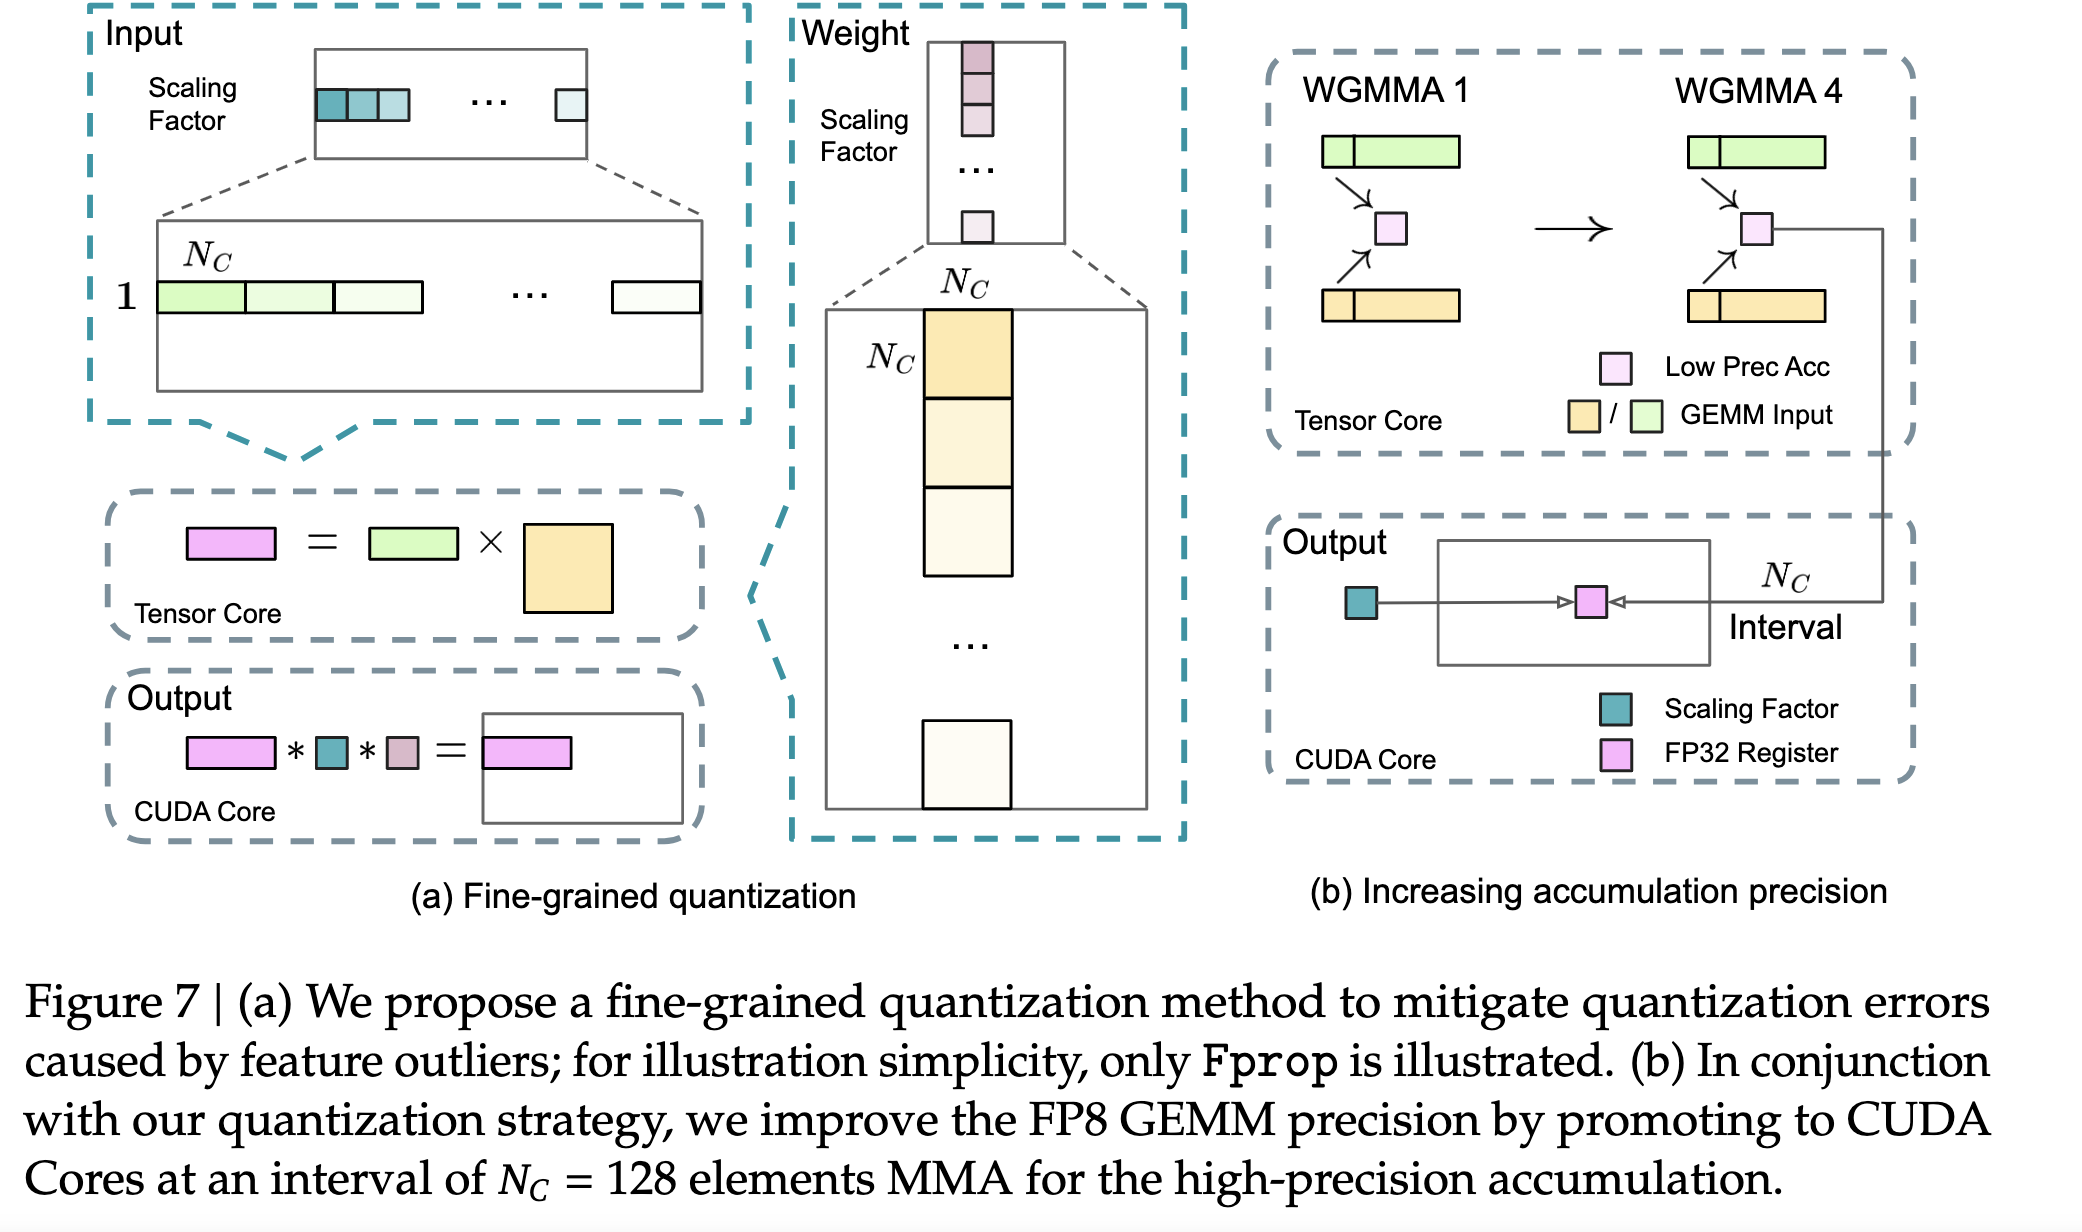 Input
Scaling
Factor
...
N_C
1
...
Tensor Core
= ×
Output
* * =
CUDA Core
Weight
Scaling
Factor
...
N_C
N_C
...
(a) Fine-grained quantization
WGMMA 1
WGMMA 4
Low Prec Acc
/ GEMM Input
Tensor Core
Output
N_C
Interval
Scaling Factor
FP32 Register
CUDA Core
(b) Increasing accumulation precision
Figure 7 | (a) We propose a fine-grained quantization method to mitigate quantization errors
caused by feature outliers; for illustration simplicity, only Fprop is illustrated. (b) In conjunction
with our quantization strategy, we improve the FP8 GEMM precision by promoting to CUDA
Cores at an interval of N_C = 128 elements MMA for the high-precision accumulation.